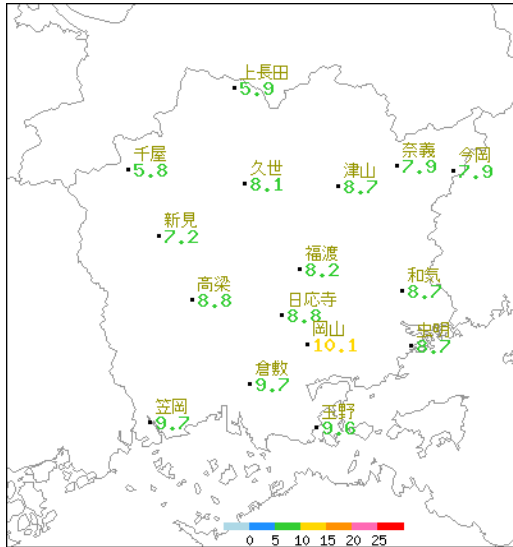 上長田
5.9
千屋
5.8
久世
8.1
津山
8.7
奈義
7.9
今岡
7.9
新見
7.2
福渡
8.2
高梁
8.8
和気
8.7
日応寺
8.8
岡山
10.1
虫明
8.7
倉敷
9.7
笠岡
9.7
玉野
9.6
0 5 10 15 20 25